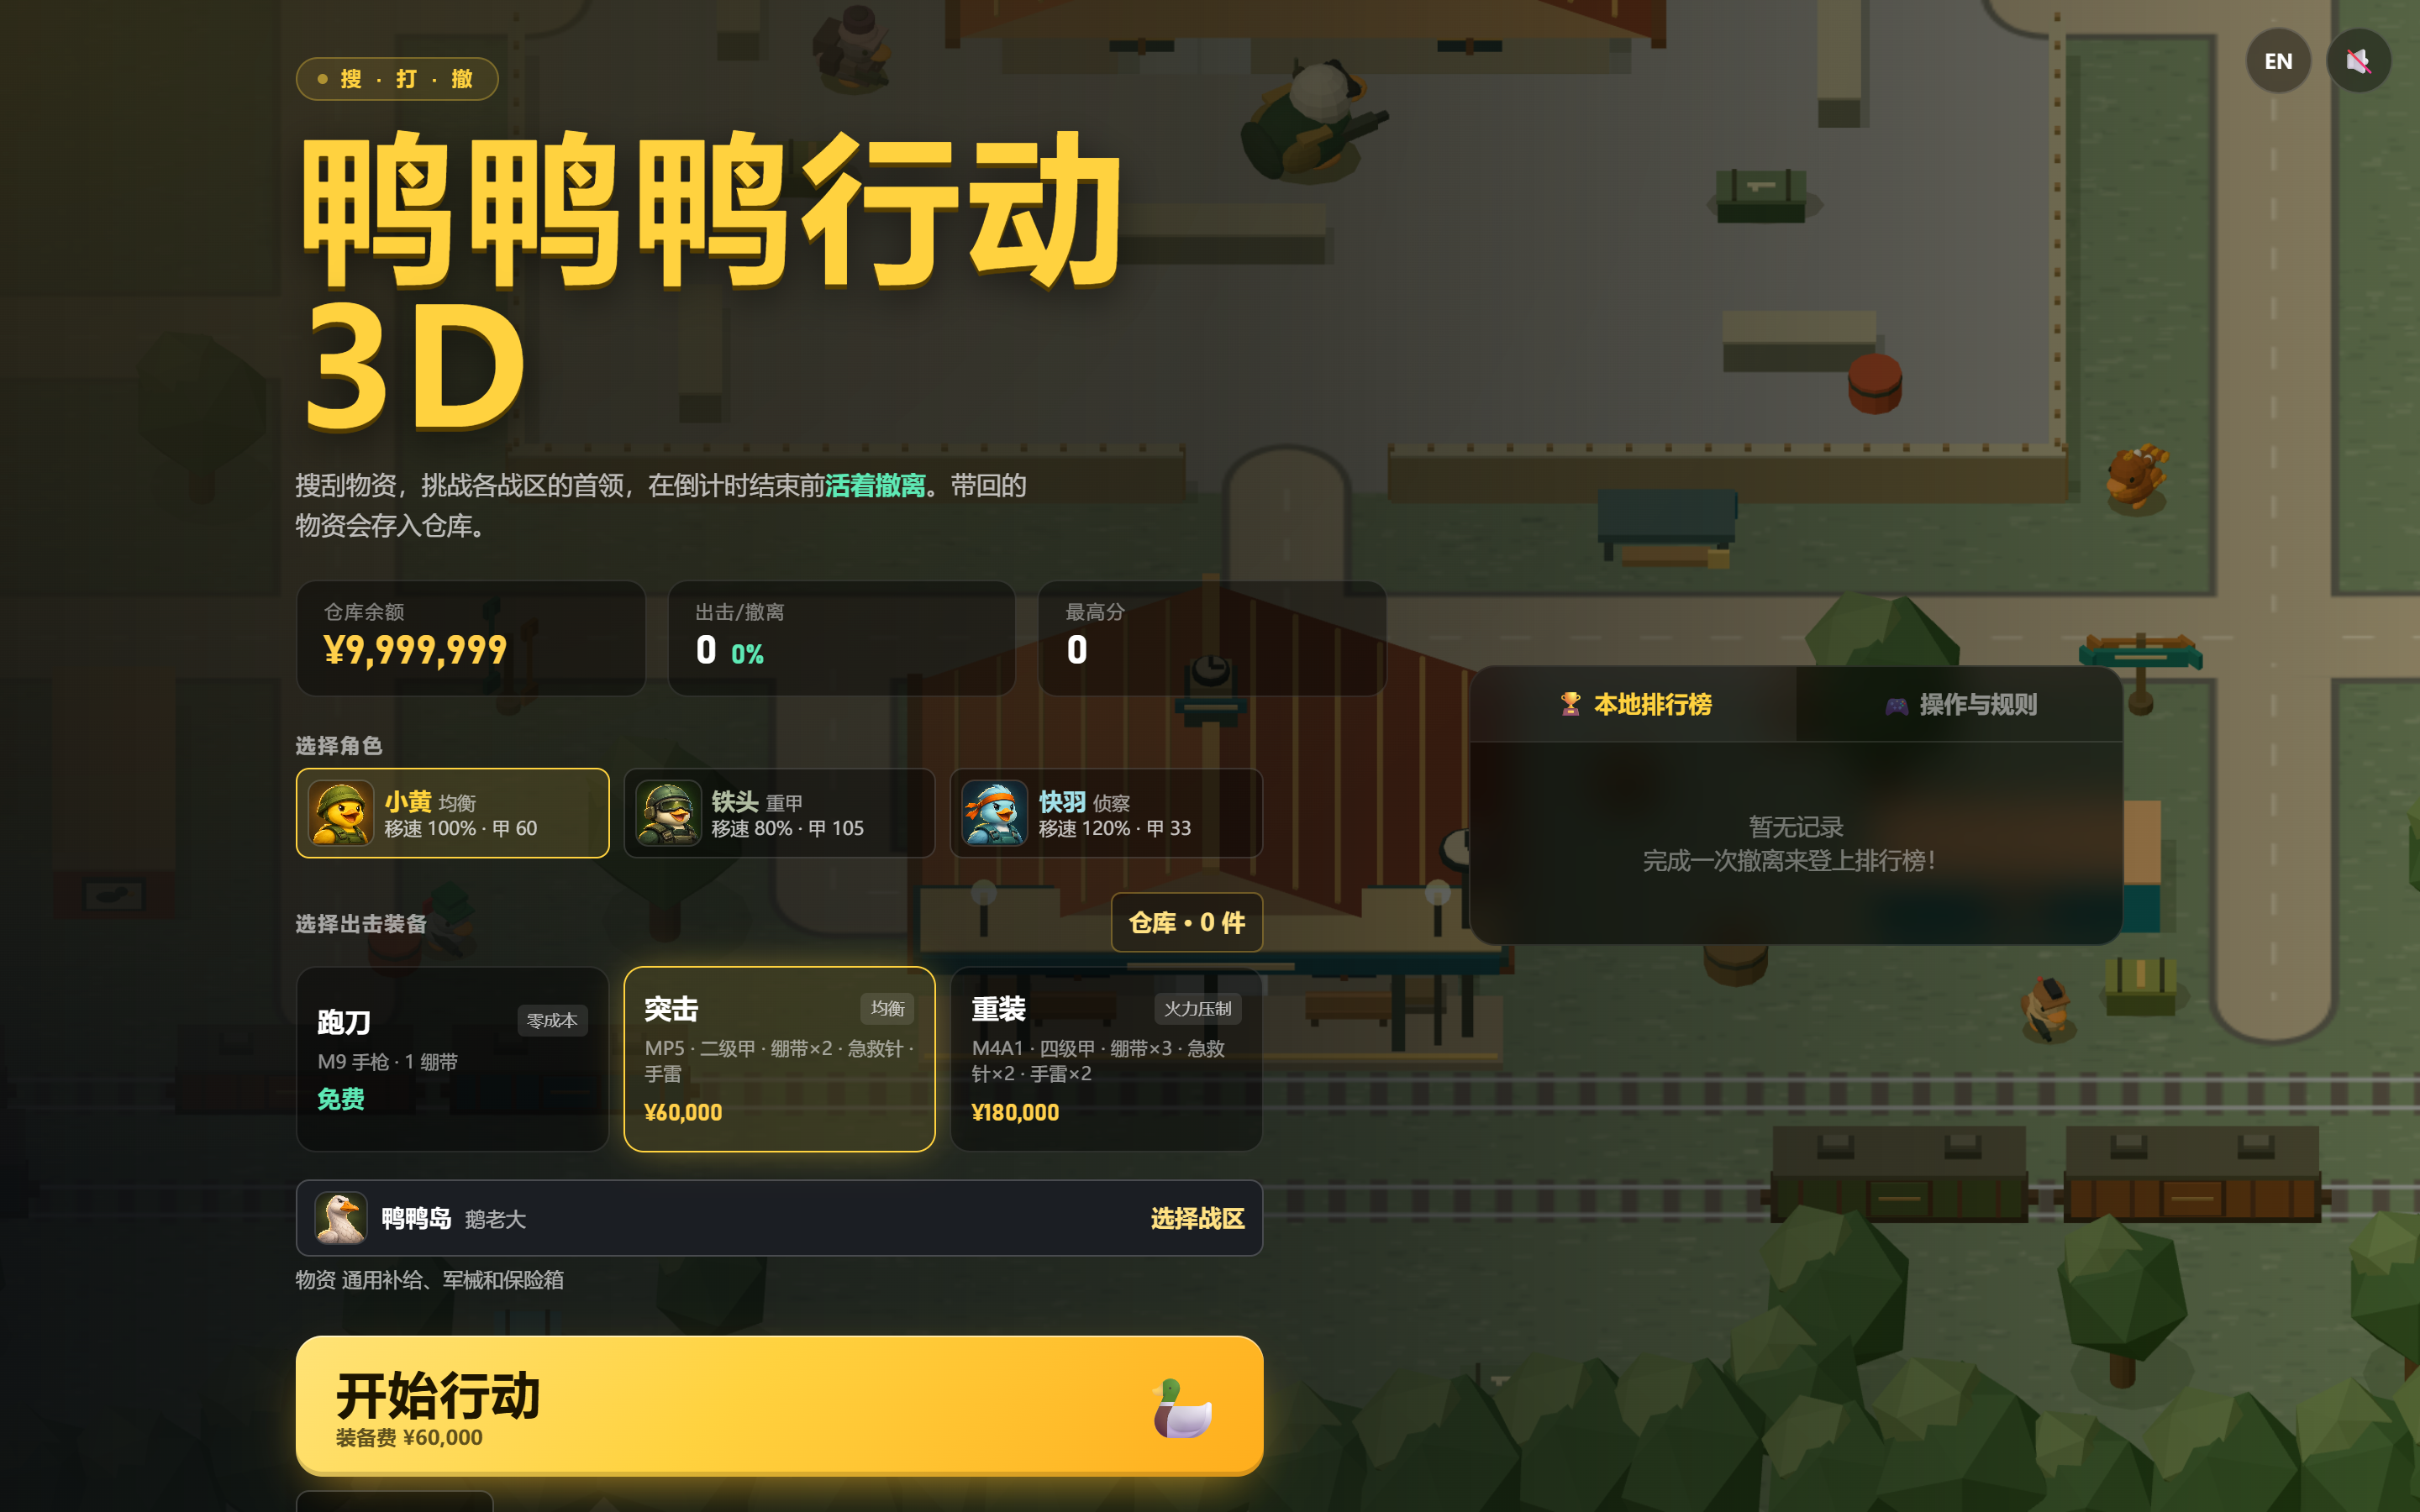 搜 · 打 · 撤
EN
鸭鸭鸭行动
3D
搜刮物资，挑战各战区的首领，在倒计时结束前活着撤离。带回的
物资会存入仓库。
仓库余额
¥9,999,999
出击/撤离
0 0%
最高分
0
选择角色
小黄 均衡
移速 100% · 甲 60
铁头 重甲
移速 80% · 甲 105
快羽 侦察
移速 120% · 甲 33
选择出击装备
仓库 • 0 件
跑刀
零成本
M9 手枪 · 1 绷带
免费
突击
均衡
MP5 · 二级甲 · 绷带×2 · 急救针 ·
手雷
¥60,000
重装
火力压制
M4A1 · 四级甲 · 绷带×3 · 急救
针×2 · 手雷×2
¥180,000
鸭鸭岛 鹅老大
选择战区
物资 通用补给、军械和保险箱
开始行动
装备费 ¥60,000
本地排行榜
操作与规则
暂无记录
完成一次撤离来登上排行榜！